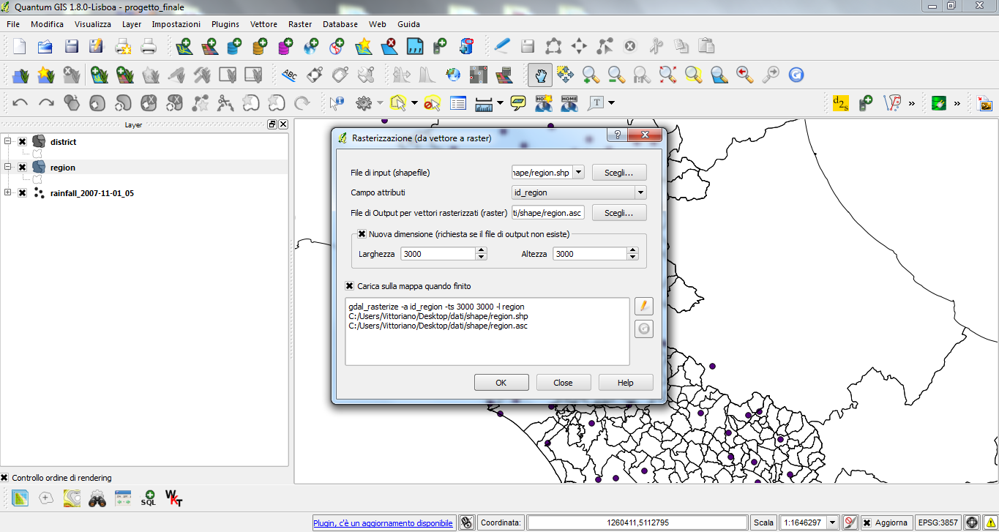 Quantum GIS 1.8.0-Lisboa - progetto_finale
File Modifica Visualizza Layer Impostazioni Plugins Vettore Raster Database Web Guida
ABC
HOME HOME T d2s » »
Layer
district
region
rainfall_2007-11-01_05
Controllo ordine di rendering
SQL WKT
Rasterizzazione (da vettore a raster)
?
File di input (shapefile) hape/region.shp Scegli...
Campo attributi id_region
File di Output per vettori rasterizzati (raster) ti/shape/region.asc Scegli...
Nuova dimensione (richiesta se il file di output non esiste)
Larghezza 3000 Altezza 3000
Carica sulla mappa quando finito
gdal_rasterize -a id_region -ts 3000 3000 -l region
C:/Users/Vittoriano/Desktop/dati/shape/region.shp
C:/Users/Vittoriano/Desktop/dati/shape/region.asc
OK Close Help
Plugin, c'è un aggiornamento disponibile Coordinata: 1260411,5112795 Scala 1:1646297 Aggiorna EPSG:3857